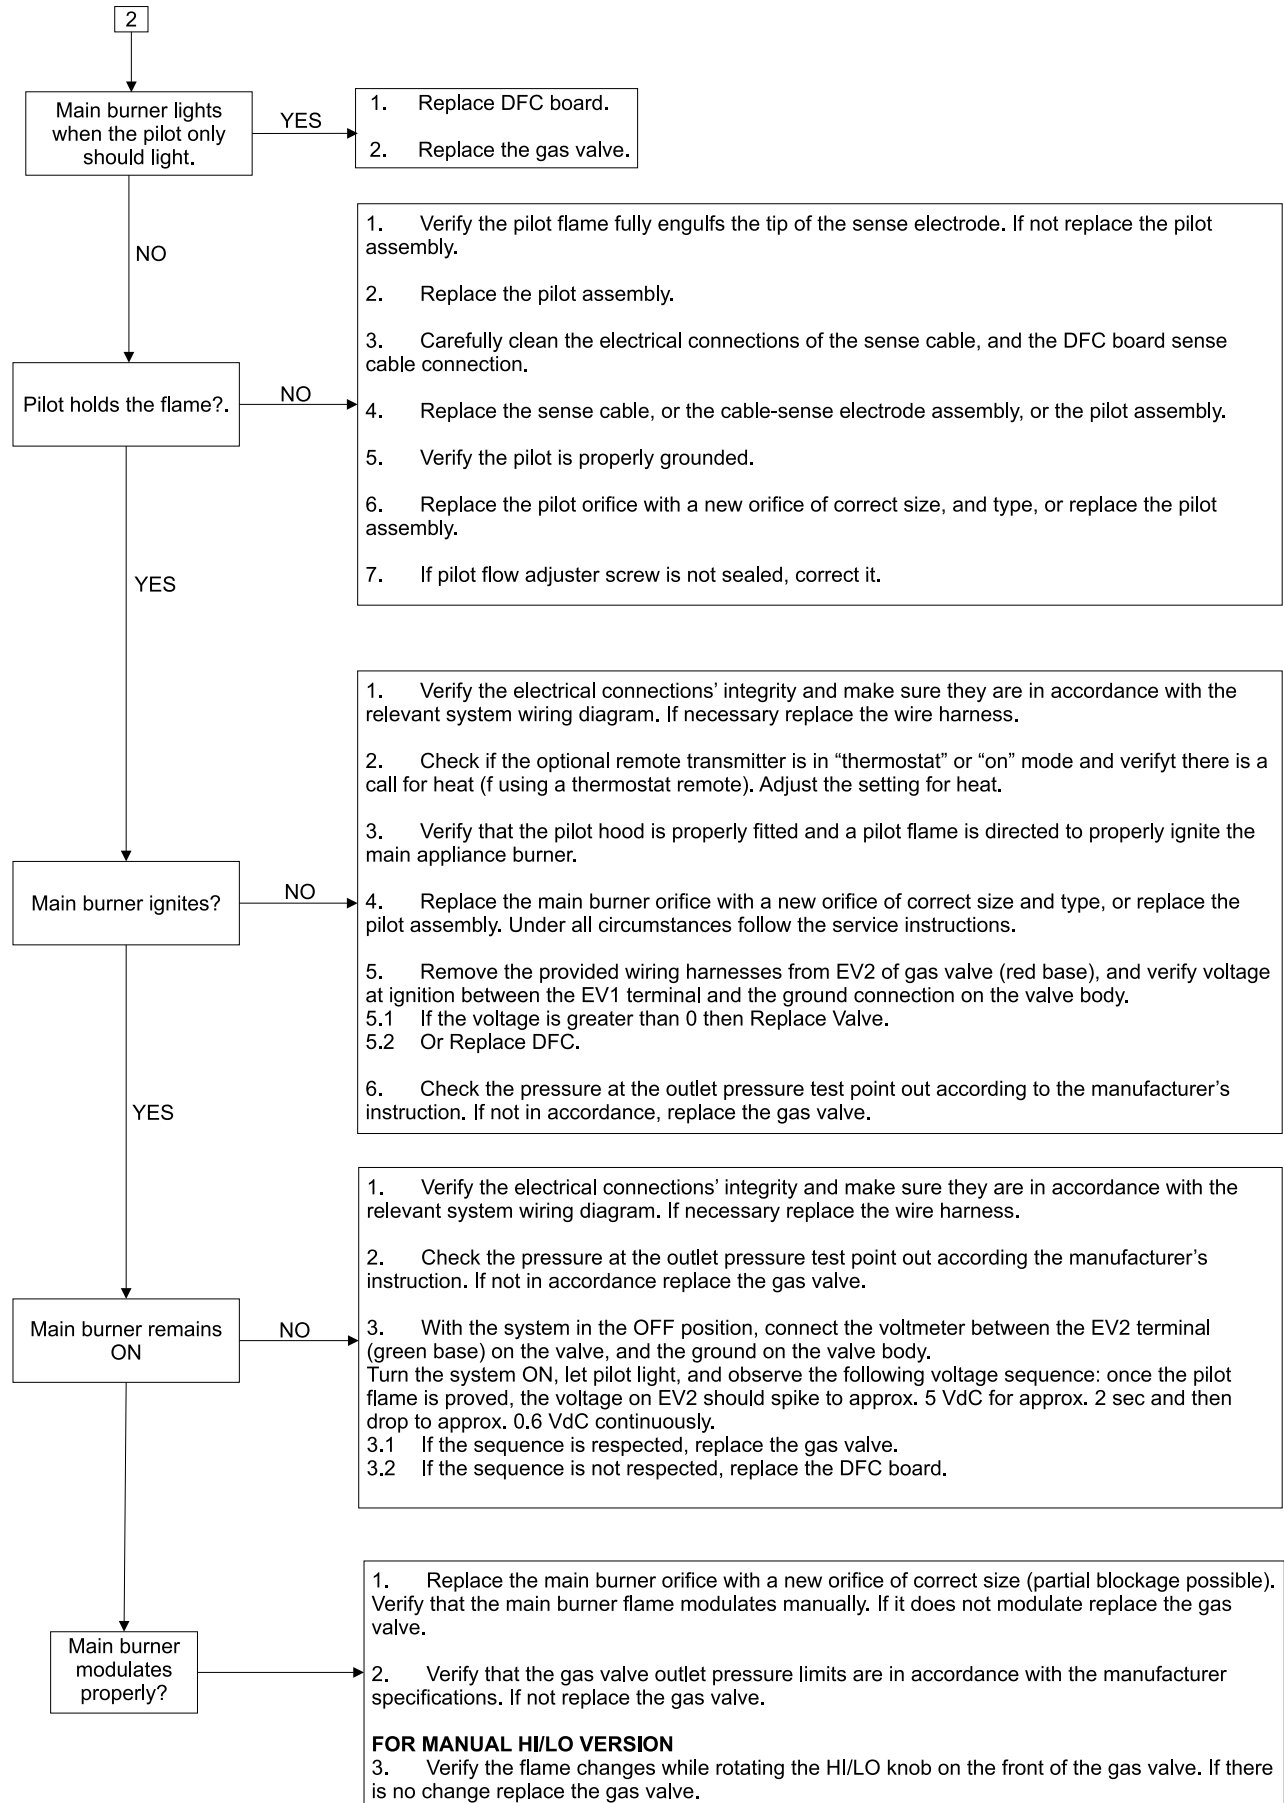 2
Main burner lights
when the pilot only
should light.
YES
1. Replace DFC board.
2. Replace the gas valve.
NO
1. Verify the pilot flame fully engulfs the tip of the sense electrode. If not replace the pilot
assembly.
2. Replace the pilot assembly.
3. Carefully clean the electrical connections of the sense cable, and the DFC board sense
cable connection.
4. Replace the sense cable, or the cable-sense electrode assembly, or the pilot assembly.
5. Verify the pilot is properly grounded.
6. Replace the pilot orifice with a new orifice of correct size, and type, or replace the pilot
assembly.
7. If pilot flow adjuster screw is not sealed, correct it.
Pilot holds the flame?.
NO
YES
1. Verify the electrical connections’ integrity and make sure they are in accordance with the
relevant system wiring diagram. If necessary replace the wire harness.
2. Check if the optional remote transmitter is in “thermostat” or “on” mode and verifyt there is a
call for heat (f using a thermostat remote). Adjust the setting for heat.
3. Verify that the pilot hood is properly fitted and a pilot flame is directed to properly ignite the
main appliance burner.
4. Replace the main burner orifice with a new orifice of correct size and type, or replace the
pilot assembly. Under all circumstances follow the service instructions.
5. Remove the provided wiring harnesses from EV2 of gas valve (red base), and verify voltage
at ignition between the EV1 terminal and the ground connection on the valve body.
5.1 If the voltage is greater than 0 then Replace Valve.
5.2 Or Replace DFC.
6. Check the pressure at the outlet pressure test point out according to the manufacturer’s
instruction. If not in accordance, replace the gas valve.
Main burner ignites?
NO
YES
1. Verify the electrical connections’ integrity and make sure they are in accordance with the
relevant system wiring diagram. If necessary replace the wire harness.
2. Check the pressure at the outlet pressure test point out according the manufacturer’s
instruction. If not in accordance replace the gas valve.
3. With the system in the OFF position, connect the voltmeter between the EV2 terminal
(green base) on the valve, and the ground on the valve body.
Turn the system ON, let pilot light, and observe the following voltage sequence: once the pilot
flame is proved, the voltage on EV2 should spike to approx. 5 VdC for approx. 2 sec and then
drop to approx. 0.6 VdC continuously.
3.1 If the sequence is respected, replace the gas valve.
3.2 If the sequence is not respected, replace the DFC board.
Main burner remains
ON
NO
1. Replace the main burner orifice with a new orifice of correct size (partial blockage possible).
Verify that the main burner flame modulates manually. If it does not modulate replace the gas
valve.
2. Verify that the gas valve outlet pressure limits are in accordance with the manufacturer
specifications. If not replace the gas valve.
FOR MANUAL HI/LO VERSION
3. Verify the flame changes while rotating the HI/LO knob on the front of the gas valve. If there
is no change replace the gas valve.
Main burner
modulates
properly?